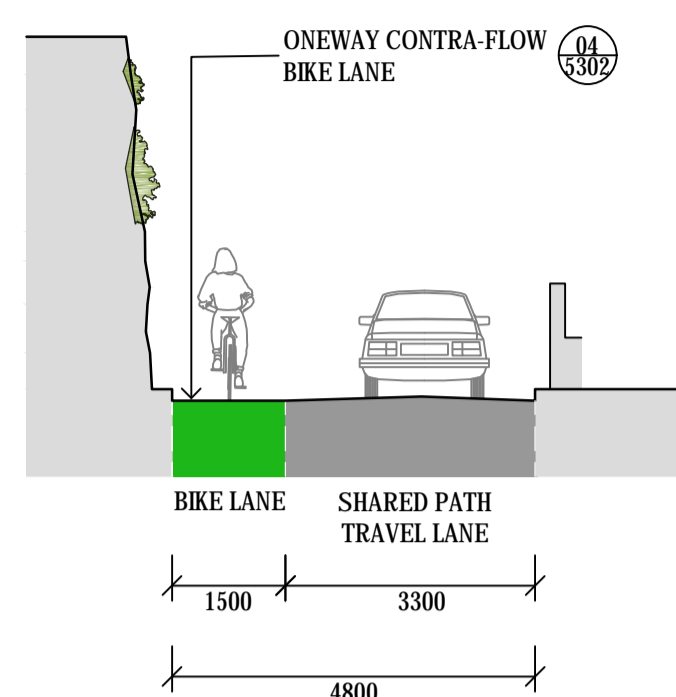 ONEWAY CONTRA-FLOW
BIKE LANE
04
5302
BIKE LANE
SHARED PATH
TRAVEL LANE
1500
3300
4800